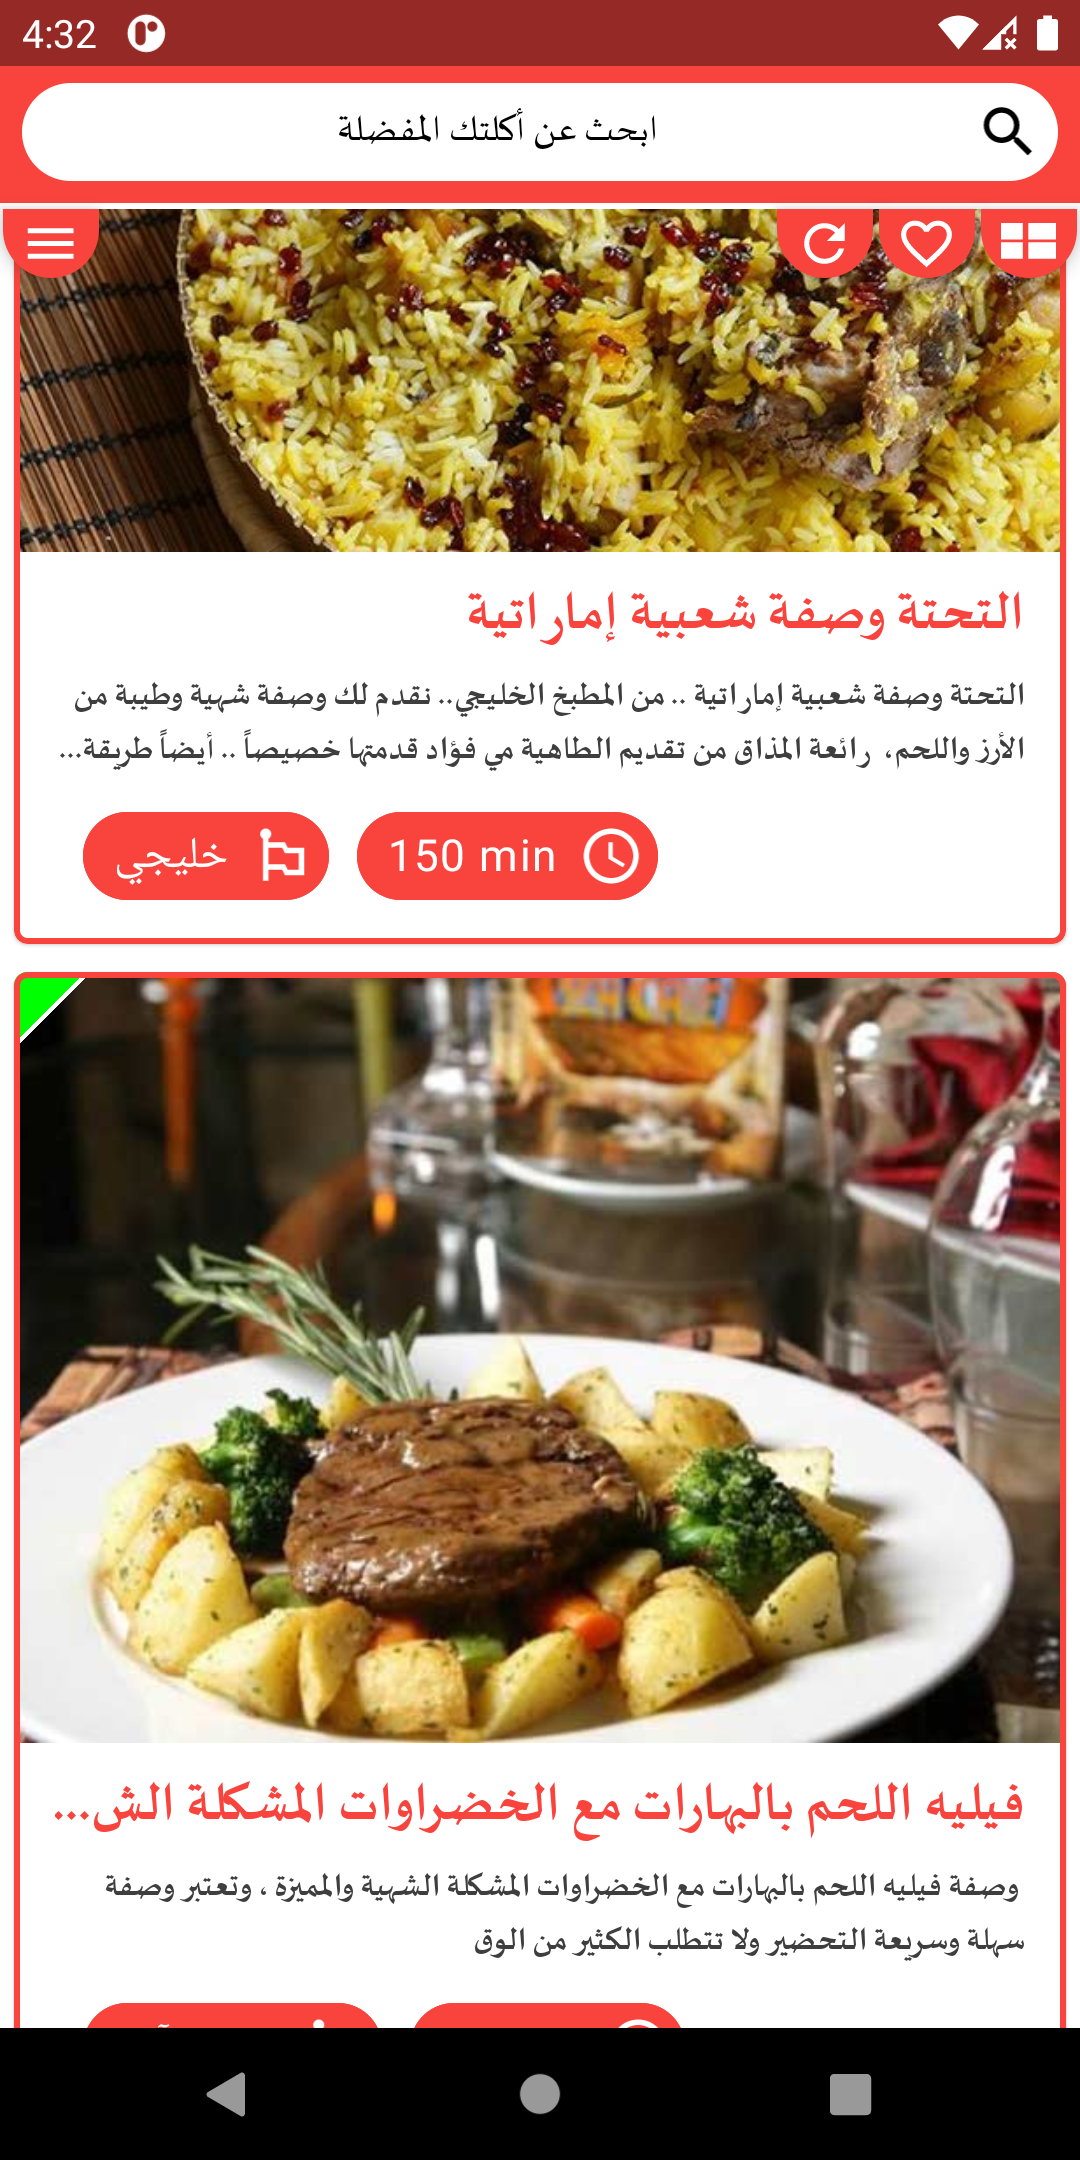 4:32
ابحث عن أكلتك المفضلة
التحتة وصفة شعبية إماراتية
التحتة وصفة شعبية إماراتية .. من المطبخ الخليجي.. نقدم لك وصفة شهية وطيبة من
الأرز واللحم، رائعة المذاق من تقديم الطاهية مي فؤاد قدمتها خصيصاً .. أيضاً طريقة...
150 min
خليجي
فيليه اللحم بالبهارات مع الخضراوات المشكلة الش...
وصفة فيليه اللحم بالبهارات مع الخضراوات المشكلة الشهية والمميزة ، وتعتبر وصفة
سهلة وسريعة التحضير ولا تتطلب الكثير من الوق